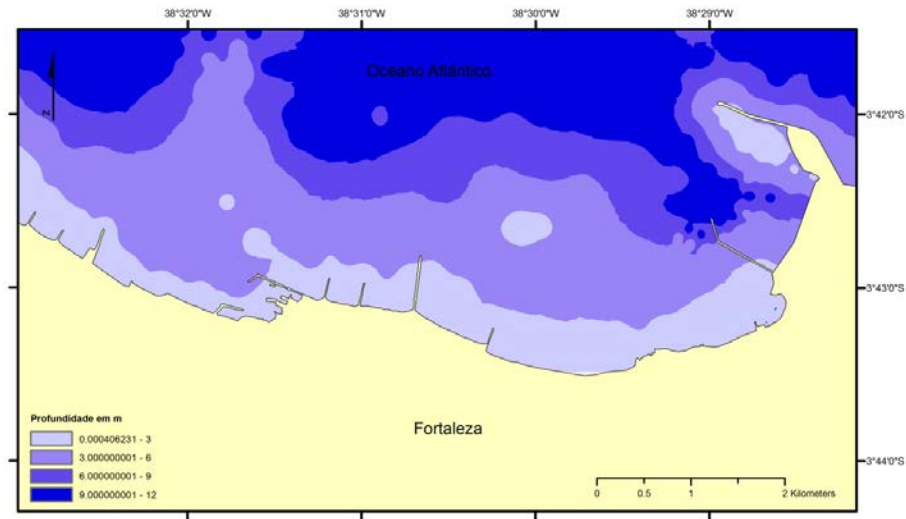 38°32'0"W 38°31'0"W 38°30'0"W 38°29'0"W
Oceano Atlântico
N
3°42'0"S
3°43'0"S
Profundidade em m
0.000406231 - 3
3.000000001 - 6
6.000000001 - 9
9.000000001 - 12
Fortaleza
3°44'0"S
0 0.5 1 2 Kilometers